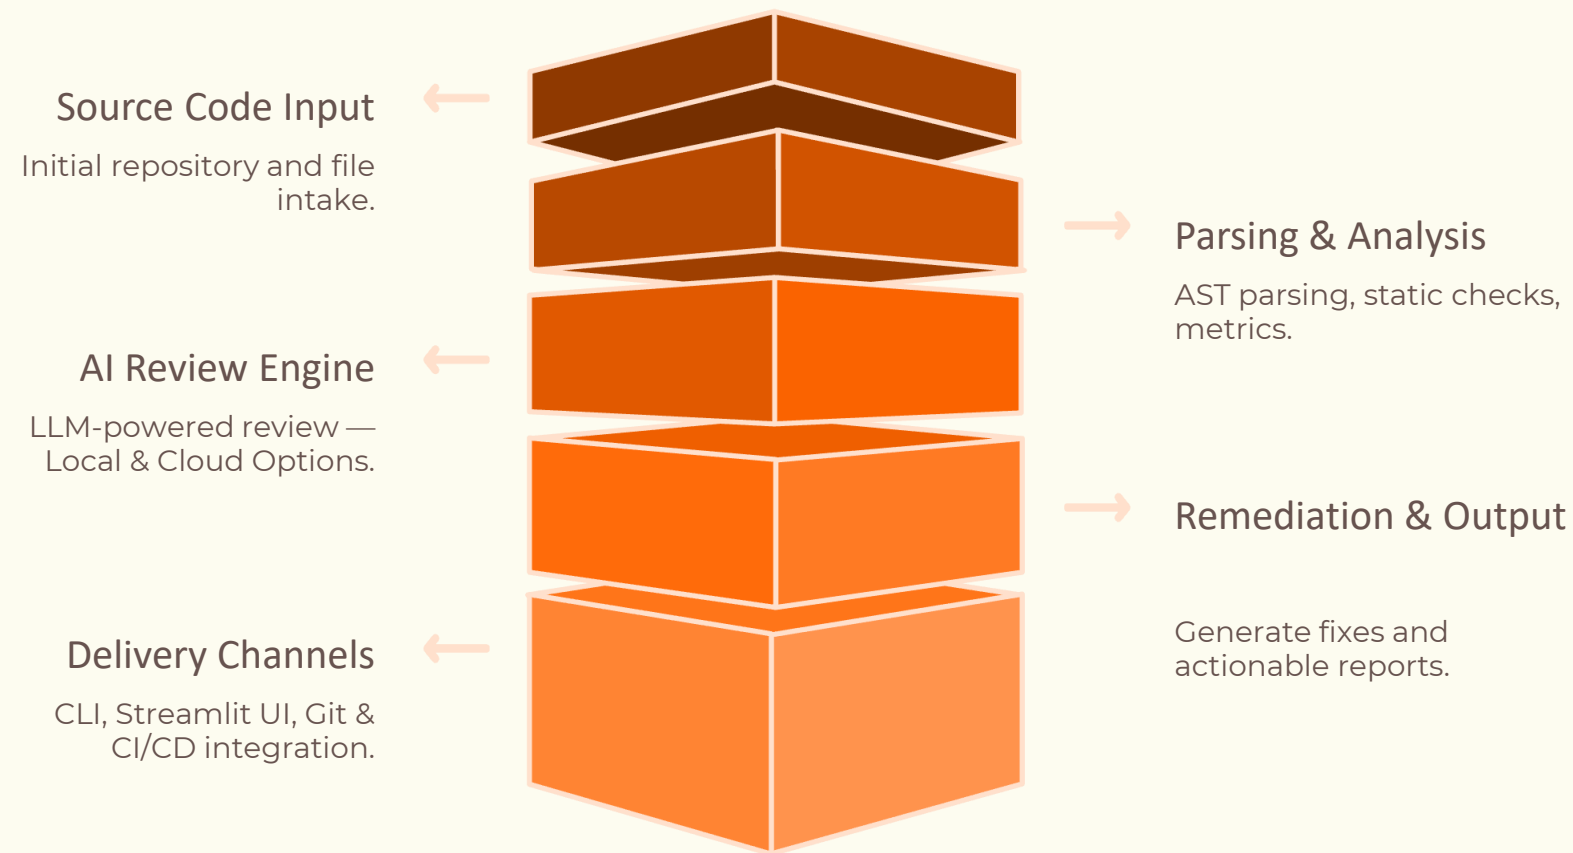 Source Code Input
Initial repository and file
intake.
Parsing & Analysis
AST parsing, static checks,
metrics.
AI Review Engine
LLM-powered review —
Local & Cloud Options.
Remediation & Output
Generate fixes and
actionable reports.
Delivery Channels
CLI, Streamlit UI, Git &
CI/CD integration.